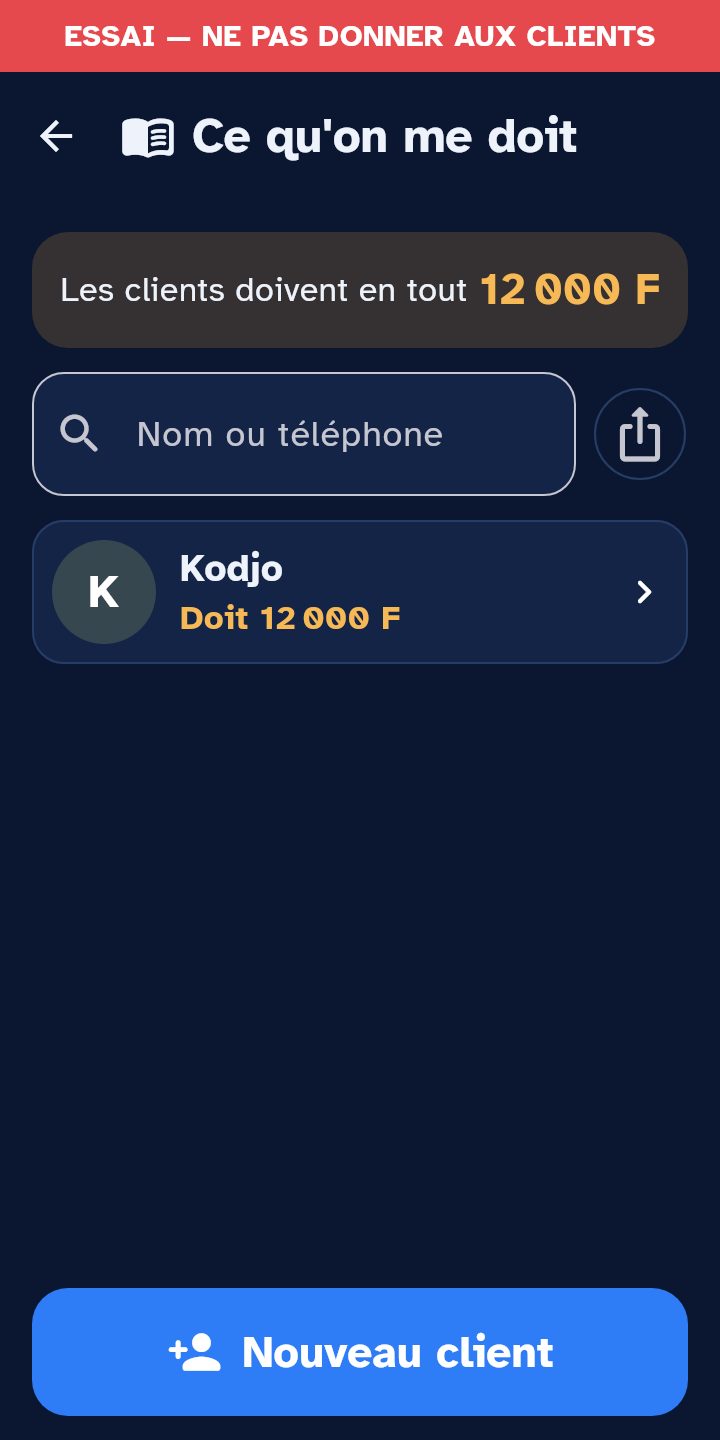 ESSAI — NE PAS DONNER AUX CLIENTS
Ce qu'on me doit
Les clients doivent en tout 12 000 F
Nom ou téléphone
K
Kodjo
Doit 12 000 F
Nouveau client